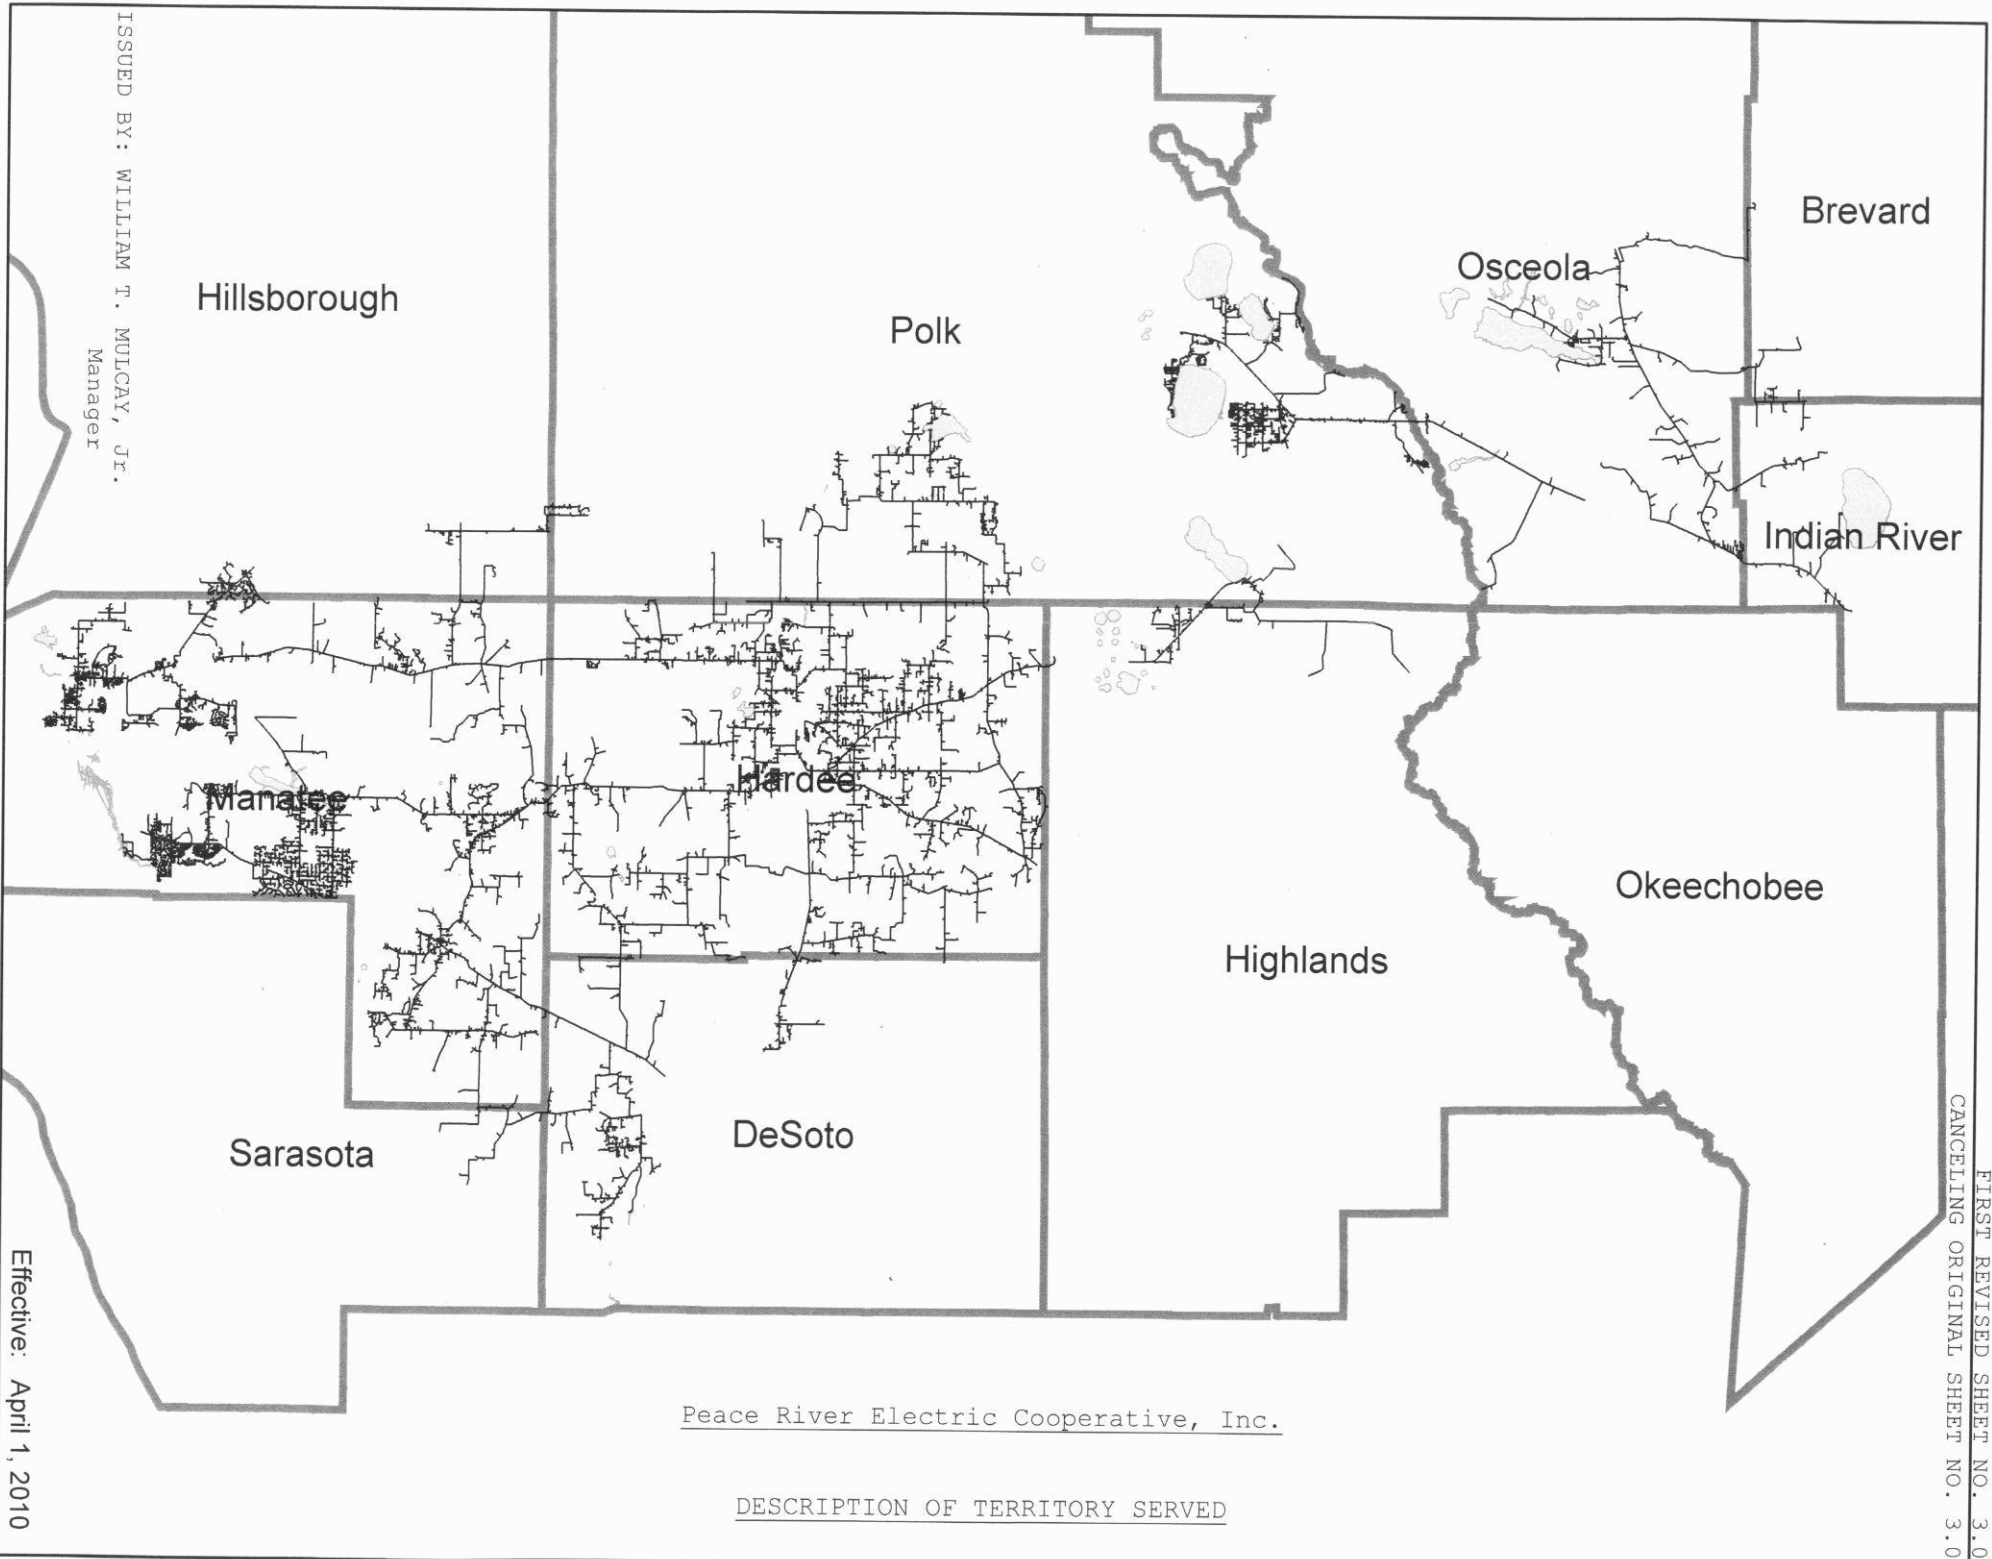 FIRST REVISED SHEET NO. 3.0
CANCELING ORIGINAL SHEET NO. 3.0
Brevard
Osceola
Hillsborough
Polk
Indian River
Hardee
Manatee
Okeechobee
Highlands
DeSoto
Sarasota
Peace River Electric Cooperative, Inc.
DESCRIPTION OF TERRITORY SERVED
ISSUED BY: WILLIAM T. MULCAY, Jr.
Manager
Effective: April 1, 2010